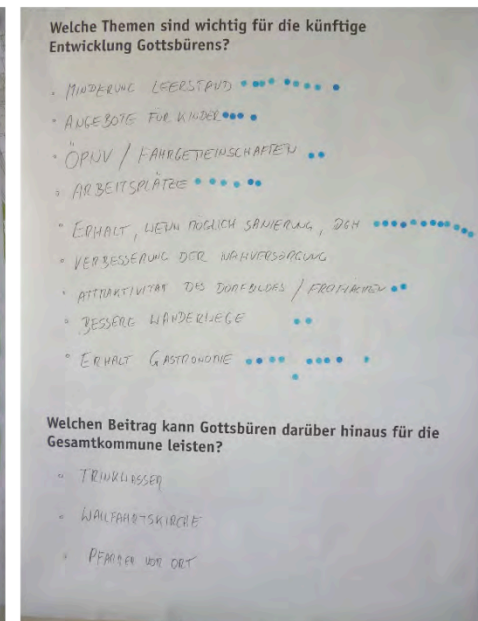 Welche Themen sind wichtig für die künftige
Entwicklung Gottsbürens?
MINDERUNG LEERSTAND
ANGEBOTE FÜR KINDER
ÖPNV / FAHRGEMEINSCHAFTEN
ARBEITSPLÄTZE
ERHALT, WENN MÖGLICH SANIERUNG, DGH
VERBESSERUNG DER NAHVERSORGUNG
ATTRAKTIVITÄT DES DORFBILDES /
BESSERE WANDERWEGE
ERHALT GASTRONOMIE
Welchen Beitrag kann Gottsbüren darüber hinaus für die
Gesamtkommune leisten?
TRINKWASSER
WALLFAHRTSKIRCHE
PFARRER VOR ORT